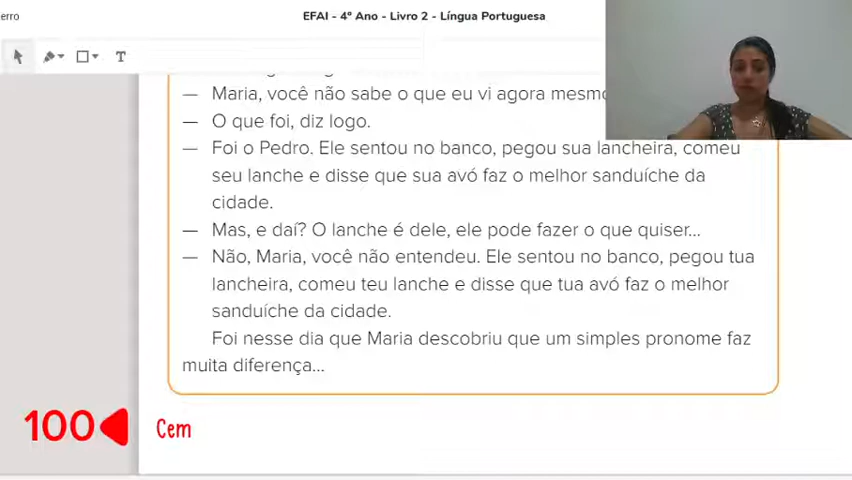 erro
EFAI - 4º Ano - Livro 2 - Língua Portuguesa
T
— Maria, você não sabe o que eu vi agora
— O que foi, diz logo.
— Foi o Pedro. Ele sentou no banco, pegou sua lancheira, comeu
seu lanche e disse que sua avó faz o melhor sanduíche da
cidade.
— Mas, e daí? O lanche é dele, ele pode fazer o que quiser...
— Não, Maria, você não entendeu. Ele sentou no banco, pegou tua
lancheira, comeu teu lanche e disse que tua avó faz o melhor
sanduíche da cidade.
Foi nesse dia que Maria descobriu que um simples pronome faz
muita diferença...
100 Cem